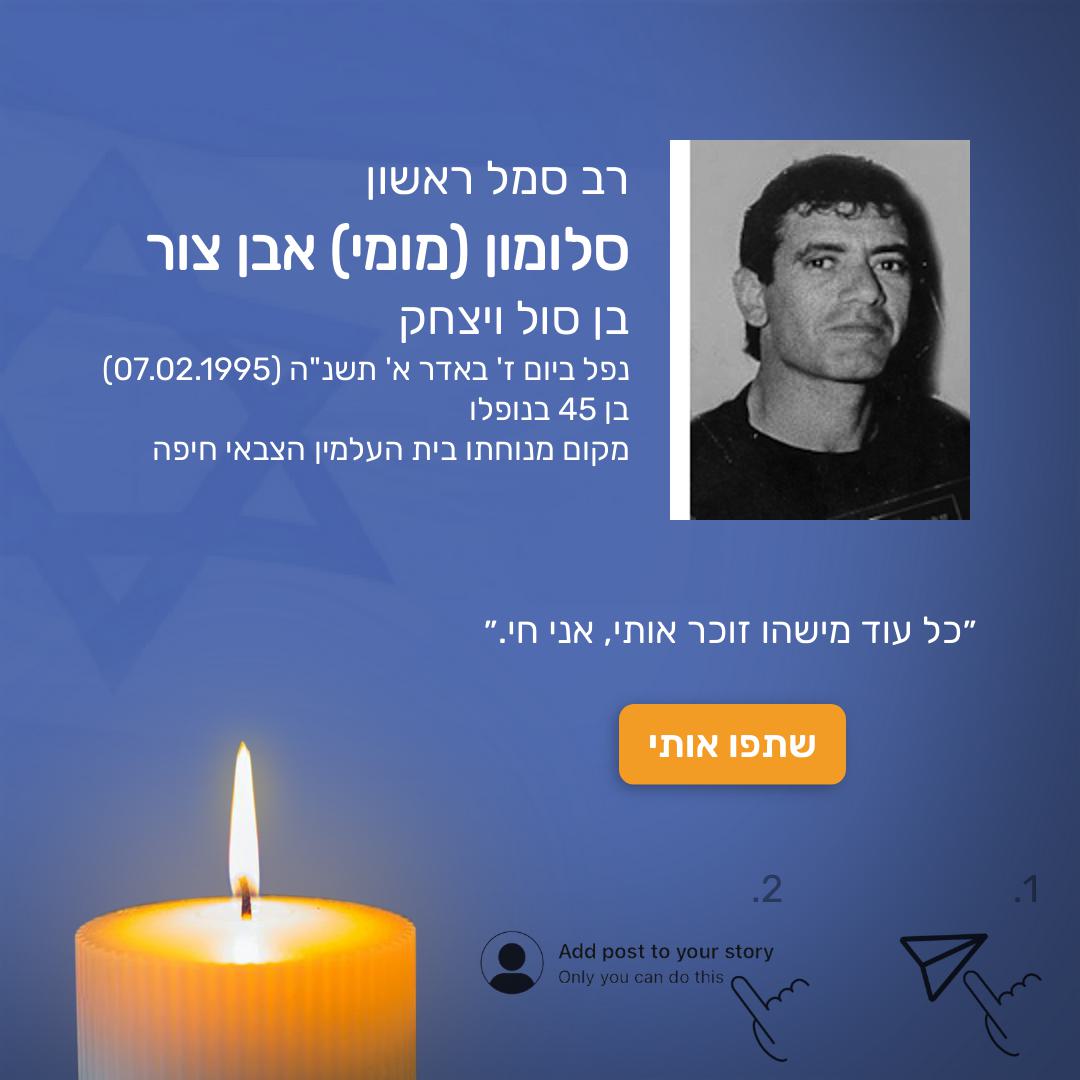 רב סמל ראשון
סלומון (מומי) אבן צור
בן סול ויצחק
נפל ביום ז' באדר א' תשנ"ה (07.02.1995)
בן 45 בנופלו
מקום מנוחתו בית העלמין הצבאי חיפה
״כל עוד מישהו זוכר אותי, אני חי.״
שתפו אותי
.1
.2
Add post to your story
Only you can do this